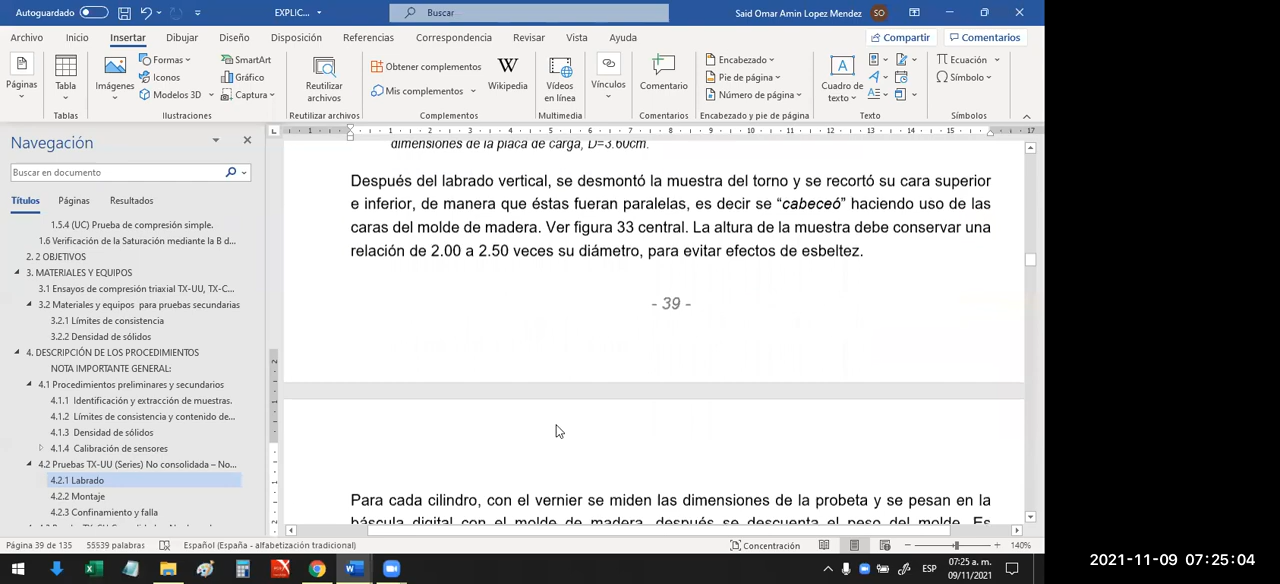 Autoguardado EXPLIC... Buscar Said Omar Amin Lopez Mendez SO
Archivo Inicio Insertar Dibujar Diseño Disposición Referencias Correspondencia Revisar Vista Ayuda Compartir Comentarios
Páginas
Tabla
Tablas
Imágenes
Formas
Iconos
Modelos 3D
SmartArt
Gráfico
Captura
Ilustraciones
Reutilizar
archivos
Reutilizar archivos
Obtener complementos
Mis complementos
Wikipedia
Complementos
Vídeos
en línea
Multimedia
Vínculos
Comentario
Comentarios
Encabezado
Pie de página
Número de página
Encabezado y pie de página
Cuadro de
texto
Texto
Ecuación
Símbolo
Símbolos
Navegación
Buscar en documento
Títulos Páginas Resultados
1.5.4 (UC) Prueba de compresión simple.
1.6 Verificación de la Saturación mediante la B d...
2. 2 OBJETIVOS
3. MATERIALES Y EQUIPOS
3.1 Ensayos de compresión triaxial TX-UU, TX-C...
3.2 Materiales y equipos para pruebas secundarias
3.2.1 Límites de consistencia
3.2.2 Densidad de sólidos
4. DESCRIPCIÓN DE LOS PROCEDIMIENTOS
NOTA IMPORTANTE GENERAL:
4.1 Procedimientos preliminares y secundarios
4.1.1 Identificación y extracción de muestras.
4.1.2 Límites de consistencia y contenido de...
4.1.3 Densidad de sólidos
4.1.4 Calibración de sensores
4.2 Pruebas TX-UU (Series) No consolidada – No...
4.2.1 Labrado
4.2.2 Montaje
4.2.3 Confinamiento y falla
dimensiones de la placa de carga, D=3.60cm.
Después del labrado vertical, se desmontó la muestra del torno y se recortó su cara superior
e inferior, de manera que éstas fueran paralelas, es decir se “cabeceó” haciendo uso de las
caras del molde de madera. Ver figura 33 central. La altura de la muestra debe conservar una
relación de 2.00 a 2.50 veces su diámetro, para evitar efectos de esbeltez.
- 39 -
Para cada cilindro, con el vernier se miden las dimensiones de la probeta y se pesan en la
báscula digital con el molde de madera, después se descuenta el peso del molde. Es
Página 39 de 135 55539 palabras Español (España - alfabetización tradicional) Concentración 140%
ESP 07:25 a. m.
09/11/2021
2021-11-09 07:25:04